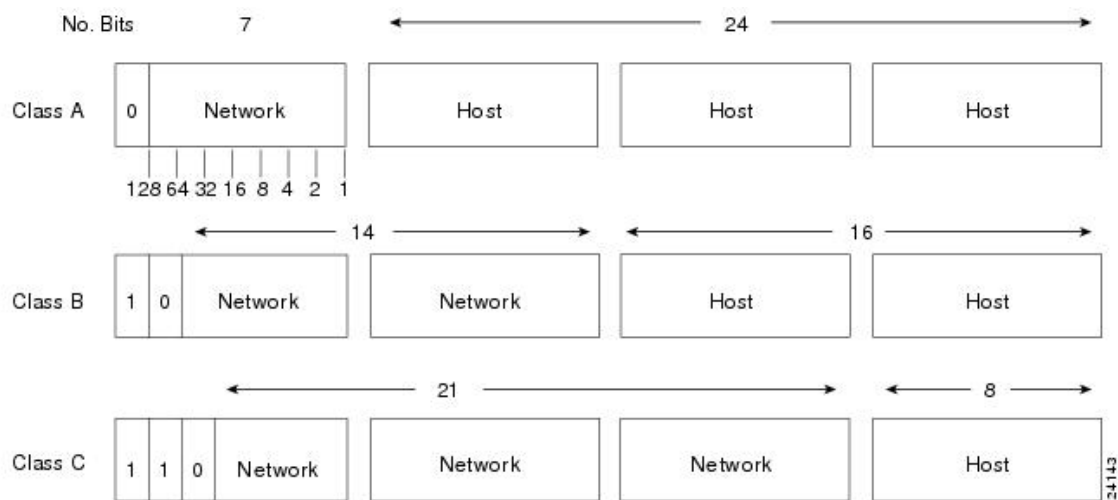 No. Bits 7 24
Class A 0 Network Host Host Host
128 64 32 16 8 4 2 1
14 16
Class B 1 0 Network Network Host Host
21 8
Class C 1 1 0 Network Network Network Host
24143